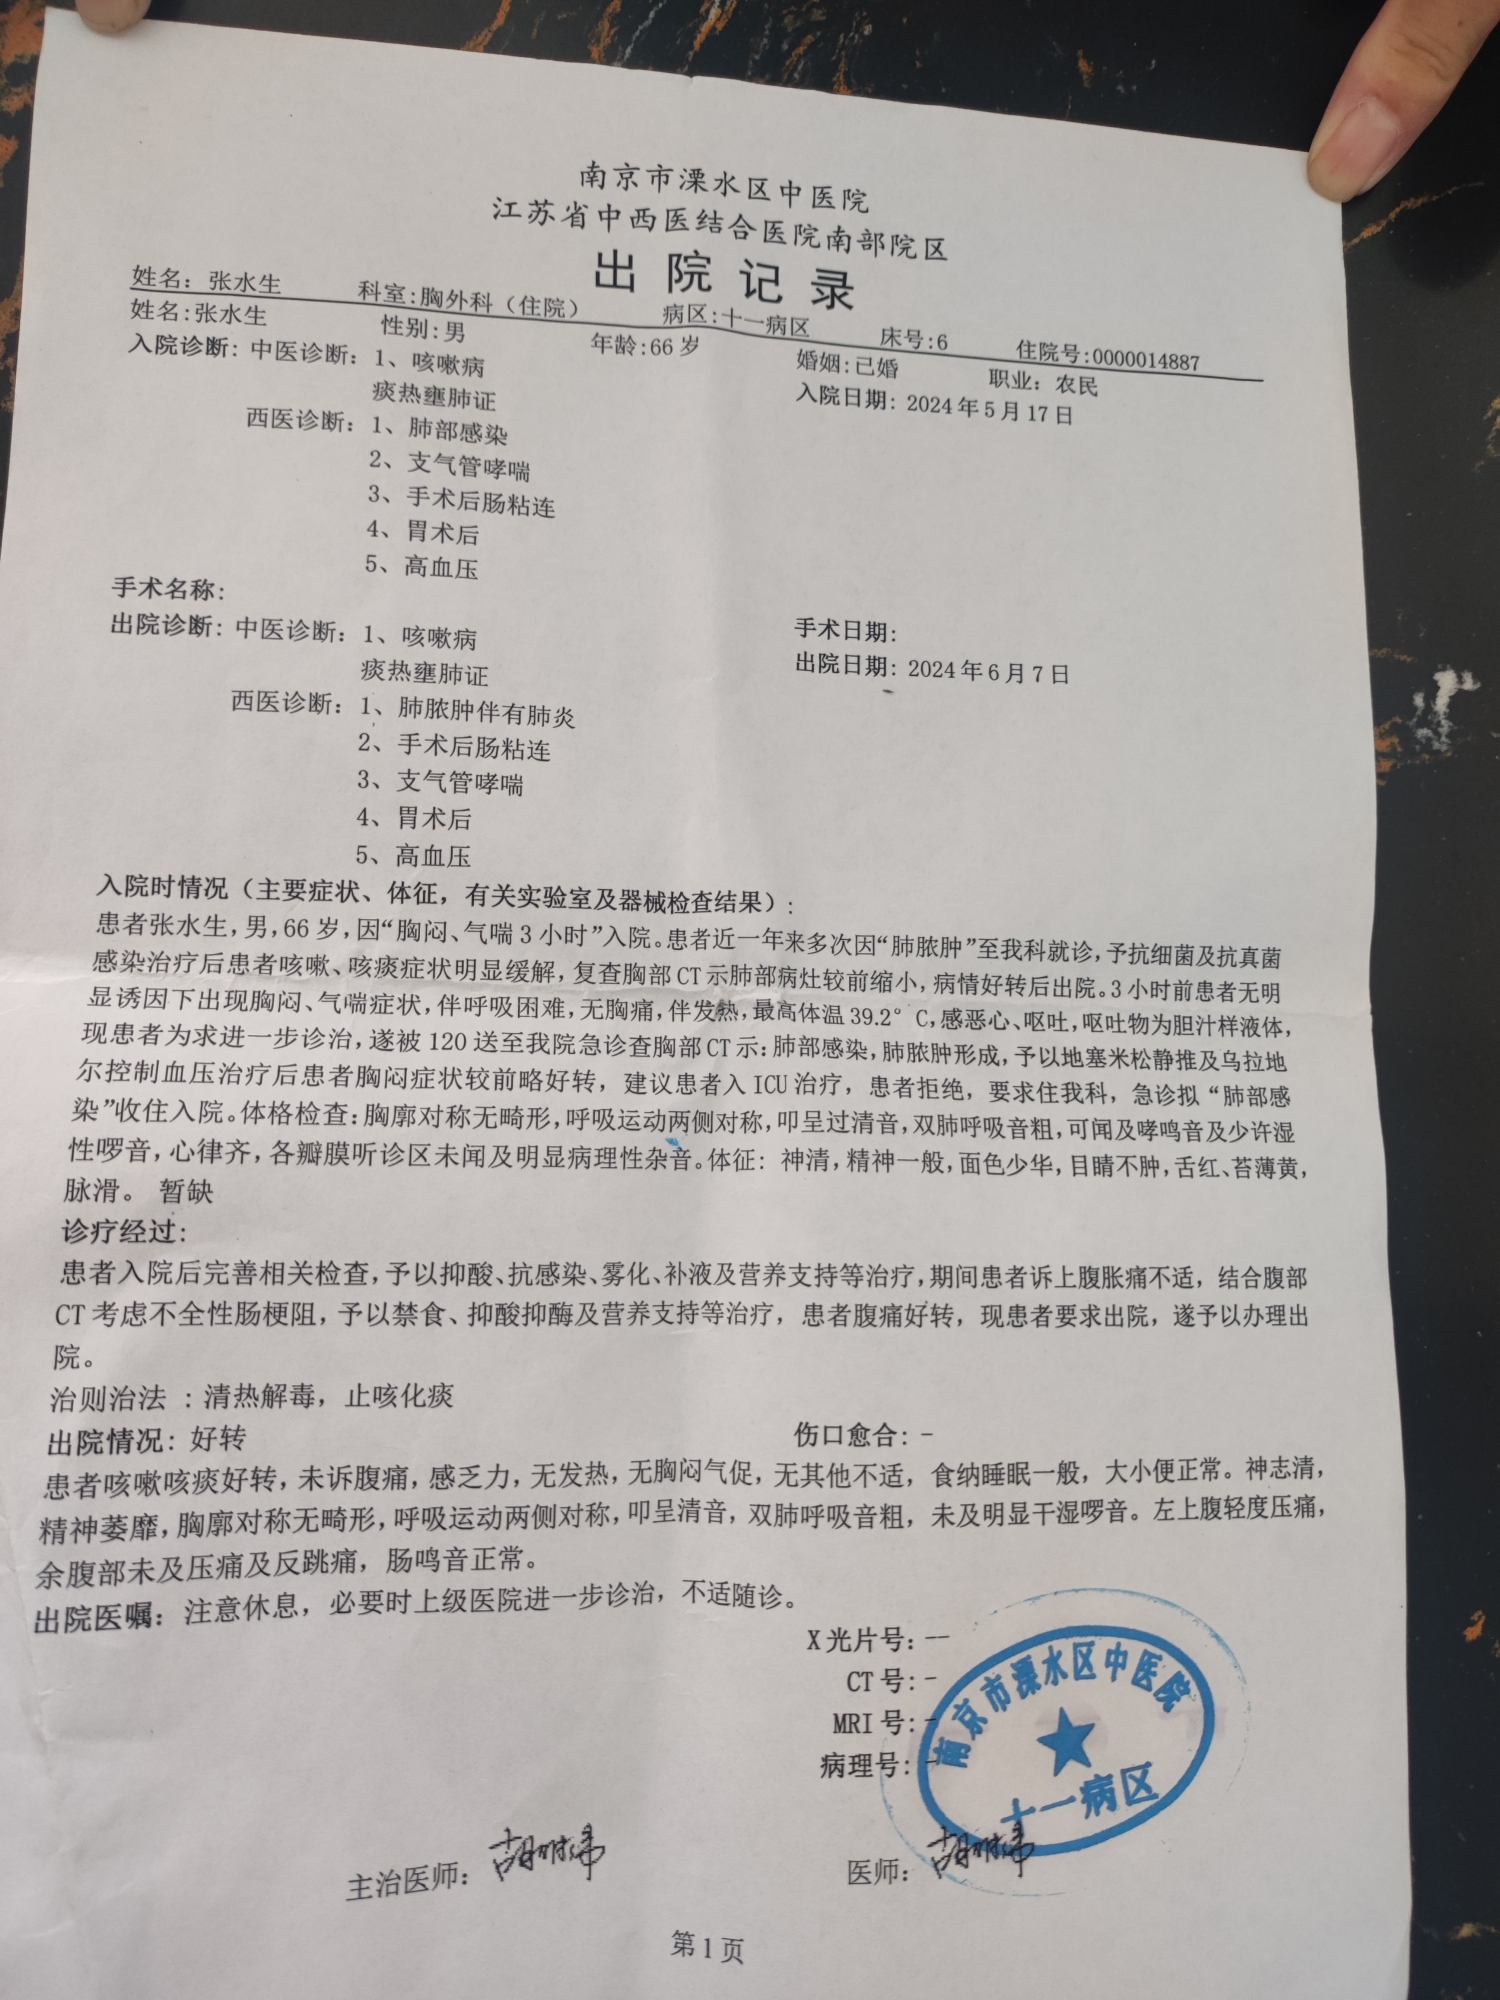 南京市溧水区中医院
江苏省中西医结合医院南部院区
出院记录
姓名：张水生 科室:胸外科（住院） 病区:十一病区 床号:6 住院号:0000014887
姓名:张水生 性别:男 年龄:66岁 婚姻:已婚 职业：农民
入院诊断：中医诊断：1、咳嗽病 入院日期：2024年5月17日
痰热壅肺证
西医诊断：1、肺部感染
2、支气管哮喘
3、手术后肠粘连
4、胃术后
5、高血压
手术名称： 手术日期：
出院诊断：中医诊断：1、咳嗽病 出院日期：2024年6月7日
痰热壅肺证
西医诊断：1、肺脓肿伴有肺炎
2、手术后肠粘连
3、支气管哮喘
4、胃术后
5、高血压
入院时情况（主要症状、体征，有关实验室及器械检查结果）：
患者张水生，男，66岁，因“胸闷、气喘3小时”入院。患者近一年来多次因“肺脓肿”至我科就诊，予抗细菌及抗真菌
感染治疗后患者咳嗽、咳痰症状明显缓解，复查胸部CT示肺部病灶较前缩小，病情好转后出院。3小时前患者无明
显诱因下出现胸闷、气喘症状，伴呼吸困难，无胸痛，伴发热，最高体温39.2°C，感恶心、呕吐，呕吐物为胆汁样液体，
现患者为求进一步诊治，遂被120送至我院急诊查胸部CT示：肺部感染，肺脓肿形成，予以地塞米松静推及乌拉地
尔控制血压治疗后患者胸闷症状较前略好转，建议患者入ICU治疗，患者拒绝，要求住我科，急诊拟“肺部感
染”收住入院。体格检查：胸廓对称无畸形，呼吸运动两侧对称，叩呈过清音，双肺呼吸音粗，可闻及哮鸣音及少许湿
性啰音，心律齐，各瓣膜听诊区未闻及明显病理性杂音。体征：神清，精神一般，面色少华，目睛不肿，舌红、苔薄黄，
脉滑。 暂缺
诊疗经过：
患者入院后完善相关检查，予以抑酸、抗感染、雾化、补液及营养支持等治疗，期间患者诉上腹胀痛不适，结合腹部
CT考虑不全性肠梗阻，予以禁食、抑酸抑酶及营养支持等治疗，患者腹痛好转，现患者要求出院，遂予以办理出
院。
治则治法 ：清热解毒，止咳化痰
出院情况：好转 伤口愈合：-
患者咳嗽咳痰好转，未诉腹痛，感乏力，无发热，无胸闷气促，无其他不适，食纳睡眠一般，大小便正常。神志清，
精神萎靡，胸廓对称无畸形，呼吸运动两侧对称，叩呈清音，双肺呼吸音粗，未及明显干湿啰音。左上腹轻度压痛，
余腹部未及压痛及反跳痛，肠鸣音正常。
出院医嘱：注意休息，必要时上级医院进一步诊治，不适随诊。
X光片号：--
CT号：-
MRI号：-
病理号：-
南京市溧水区中医院
十一病区
主治医师： 医师：
第1页